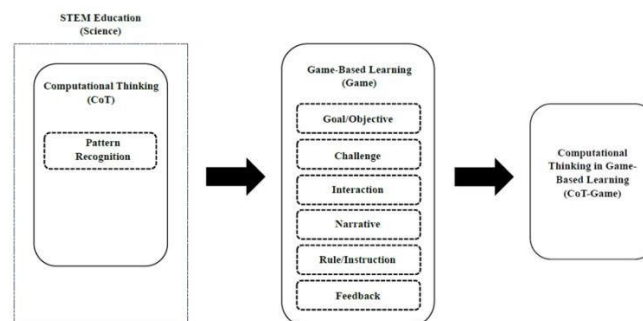 STEM Education
(Science)
Computational Thinking
(CoT)
Pattern
Recognition
Game-Based Learning
(Game)
Goal/Objective
Challenge
Interaction
Narrative
Rule/Instruction
Feedback
Computational
Thinking in Game-
Based Learning
(CoT-Game)